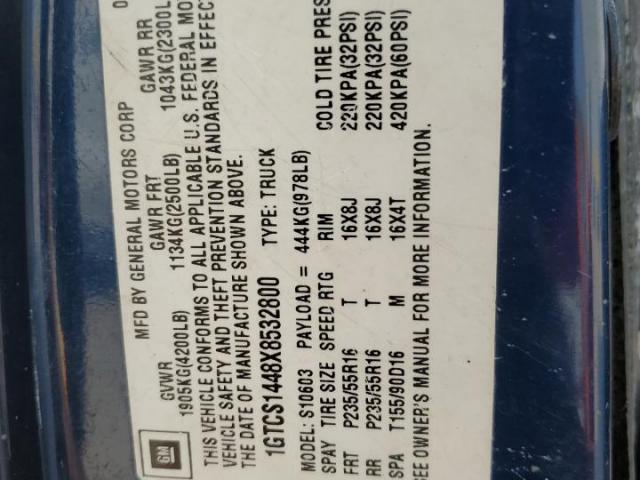 GM
MFD BY GENERAL MOTORS CORP 0
GVWR GAWR FRT GAWR RR
1905KG(4200LB) 1134KG(2500LB) 1043KG(2300L
THIS VEHICLE CONFORMS TO ALL APPLICABLE U.S. FEDERAL MO
VEHICLE SAFETY AND THEFT PREVENTION STANDARDS IN EFFEC
THE DATE OF MANUFACTURE SHOWN ABOVE.
1GTCS1448X8532800 TYPE: TRUCK
MODEL: S10603 PAYLOAD = 444KG(978LB)
SPAY TIRE SIZE SPEED RTG RIM COLD TIRE PRES
FRT P235/55R16 T 16X8J 220KPA(32PSI)
RR P235/55R16 T 16X8J 220KPA(32PSI)
SPA T155/90D16 M 16X4T 420KPA(60PSI)
SEE OWNER'S MANUAL FOR MORE INFORMATION.